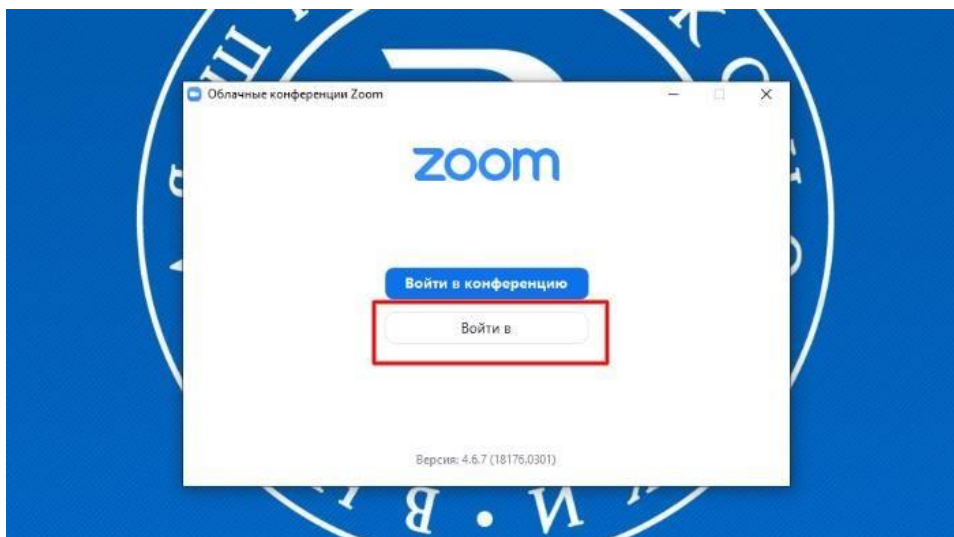 Облачные конференции Zoom
zoom
Войти в конференцию
Войти в
Версия: 4.6.7 (18176.0301)